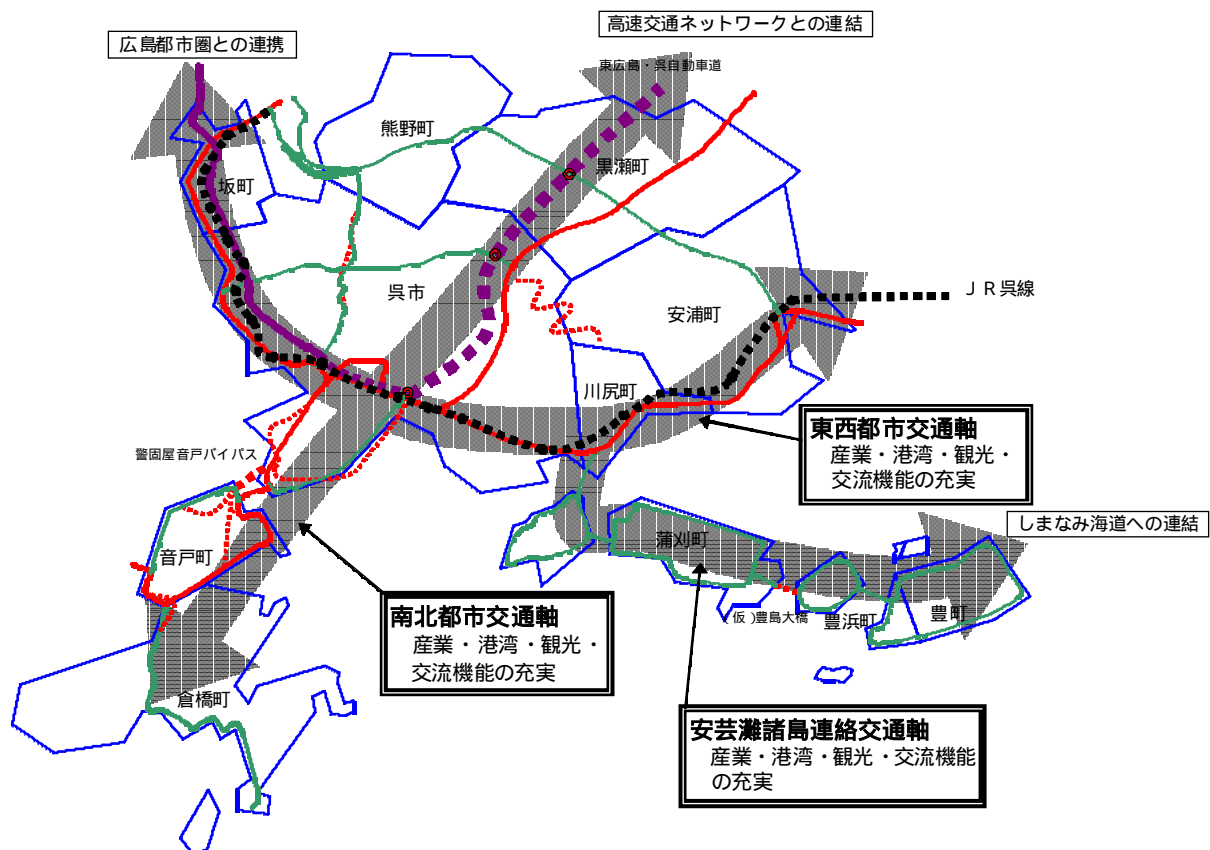 高速交通ネットワークとの連結
広島都市圏との連携
東広島・呉自動車道
熊野町
黒瀬町
坂町
呉市
ＪＲ呉線
安浦町
川尻町
東西都市交通軸
産業・港湾・観光・
交流機能の充実
警固屋音戸バイパス
しまなみ海道への連結
蒲刈町
音戸町
南北都市交通軸
産業・港湾・観光・
交流機能の充実
(仮)豊島大橋
豊浜町
豊町
倉橋町
安芸灘諸島連絡交通軸
産業・港湾・観光・交流機能
の充実